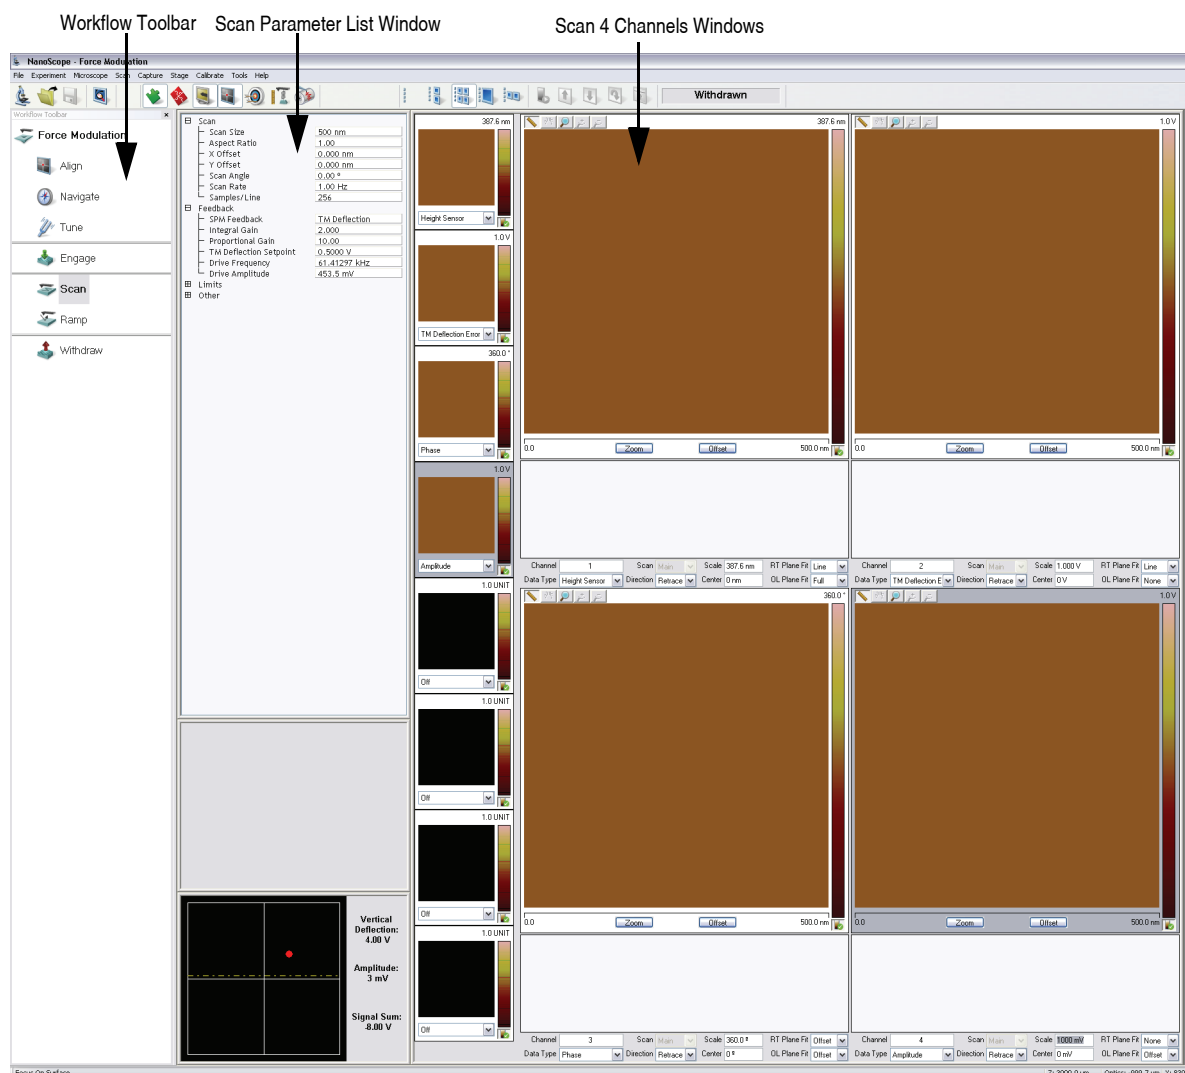 Workflow Toolbar
Scan Parameter List Window
Scan 4 Channels Windows
NanoScope - Force Modulation
File Experiment Microscope Scan Capture Stage Calibrate Tools Help
Withdrawn
Workflow Toolbar
Force Modulation
Align
Navigate
Tune
Engage
Scan
Ramp
Withdraw
Scan
Scan Size 500 nm
Aspect Ratio 1.00
X Offset 0.000 nm
Y Offset 0.000 nm
Scan Angle 0.00 °
Scan Rate 1.00 Hz
Samples/Line 256
Feedback
SPM Feedback TM Deflection
Integral Gain 2.000
Proportional Gain 10.00
TM Deflection Setpoint 0.5000 V
Drive Frequency 61.41297 kHz
Drive Amplitude 453.5 mV
Limits
Other
Vertical
Deflection:
4.00 V
Amplitude:
3 mV
Signal Sum:
-8.00 V
387.6 nm
Height Sensor
1.0 V
TM Deflection Error
360.0 °
Phase
1.0 V
Amplitude
1.0 UNIT
Off
1.0 UNIT
Off
1.0 UNIT
Off
1.0 UNIT
Off
387.6 nm
0.0 Zoom Offset 500.0 nm
Channel 1 Scan Main Scale 387.6 nm RT Plane Fit Line
Data Type Height Sensor Direction Retrace Center 0 nm OL Plane Fit Full
1.0 V
0.0 Zoom Offset 500.0 nm
Channel 2 Scan Main Scale 1.000 V RT Plane Fit Line
Data Type TM Deflection E Direction Retrace Center 0 V OL Plane Fit None
360.0 °
0.0 Zoom Offset 500.0 nm
Channel 3 Scan Main Scale 360.0 º RT Plane Fit Offset
Data Type Phase Direction Retrace Center 0 º OL Plane Fit Offset
1.0 V
0.0 Zoom Offset 500.0 nm
Channel 4 Scan Main Scale 1000 mV RT Plane Fit None
Data Type Amplitude Direction Retrace Center 0 mV OL Plane Fit Offset